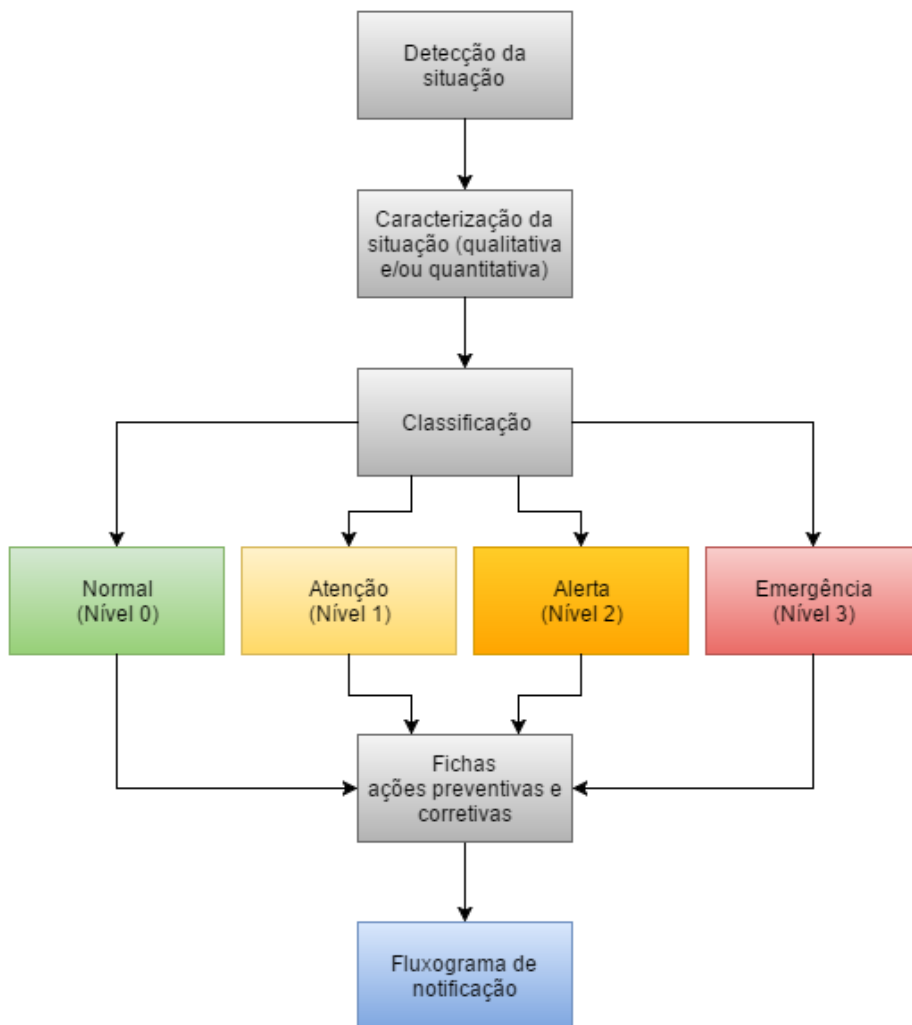 Detecção da
situação
Caracterização da
situação (qualitativa
e/ou quantitativa)
Classificação
Normal
(Nível 0)
Atenção
(Nível 1)
Alerta
(Nível 2)
Emergência
(Nível 3)
Fichas
ações preventivas e
corretivas
Fluxograma de
notificação